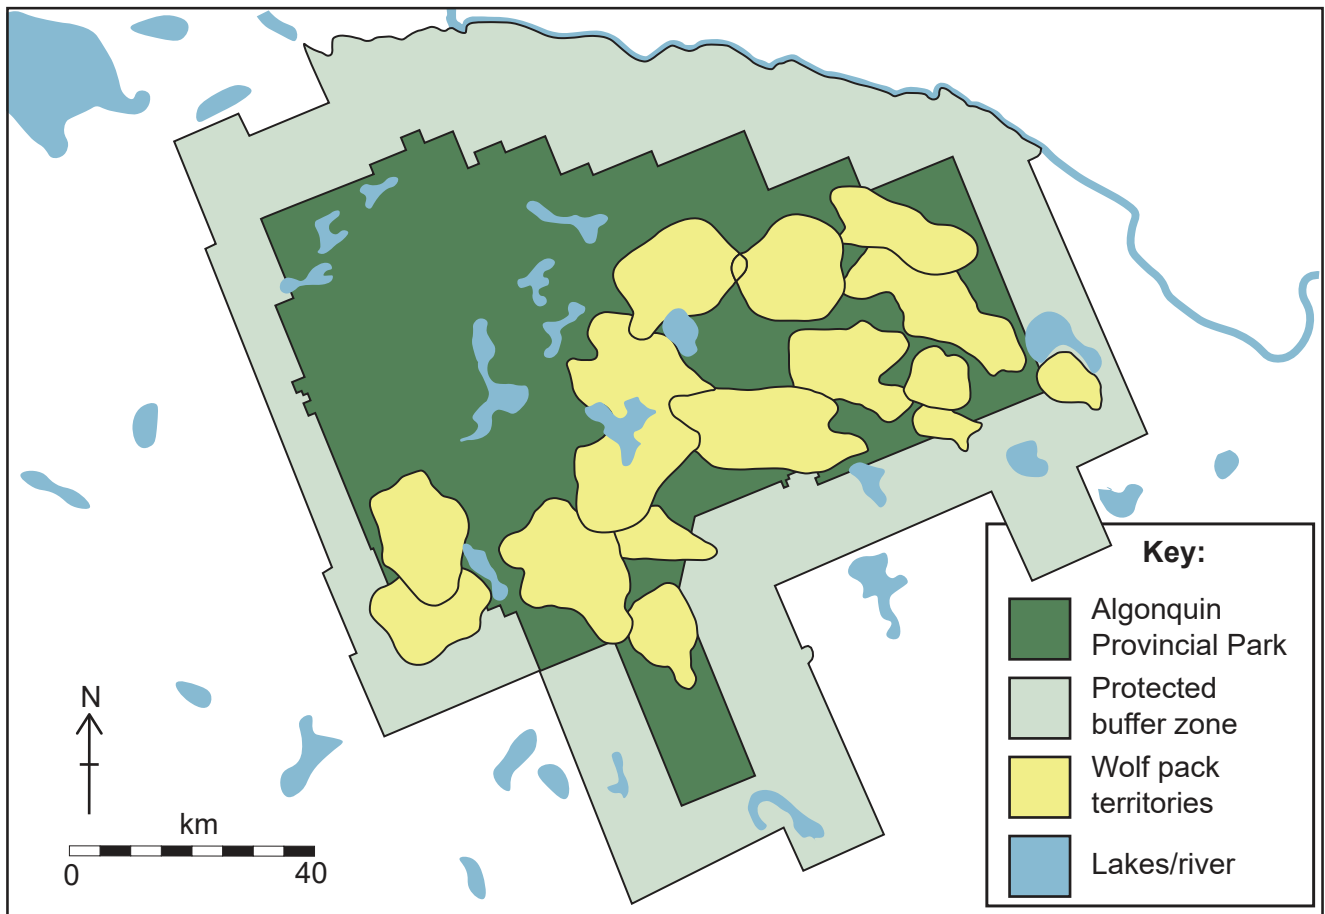 N
km
0
40
Key:
Algonquin
Provincial Park
Protected
buffer zone
Wolf pack
territories
Lakes/river